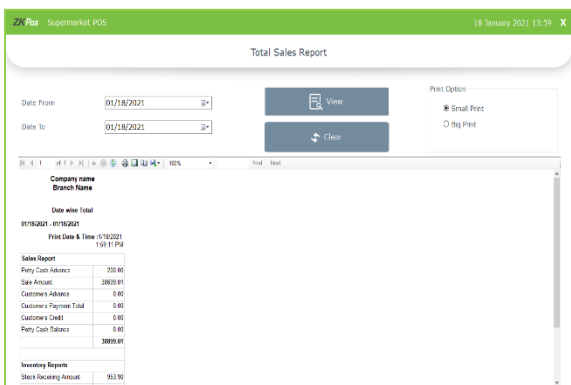 ZKPos Supermarket POS 18 January 2021 13:59 X
Total Sales Report
Print Option
Date From 01/18/2021 View Small Print
Date To 01/18/2021 Clear Big Print
1 of 1 100% Find Next
Company name
Branch Name
Date wise Total
01/18/2021 - 01/18/2021
Print Date & Time :1/18/2021
1:59:11 PM
Sales Report
Petty Cash Advance 200.00
Sale Amount 38699.01
Customers Advance 0.00
Customers Payment Total 0.00
Customers Credit 0.00
Petty Cash Balance 0.00
38899.01
Inventory Reports
Stock Receiving Amount 953.90